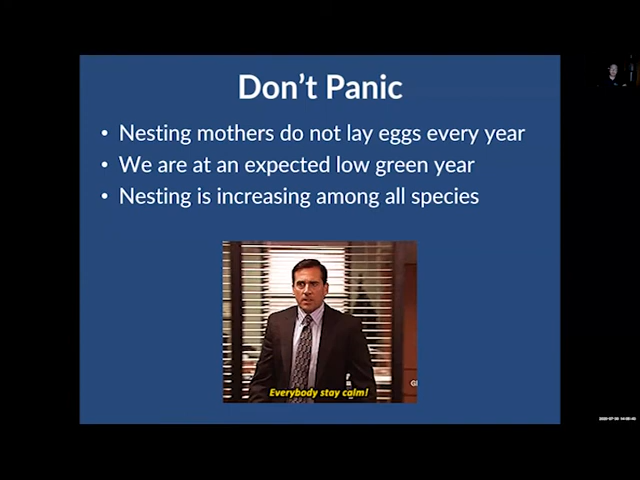 Don't Panic
• Nesting mothers do not lay eggs every year
• We are at an expected low green year
• Nesting is increasing among all species
Everybody stay calm!